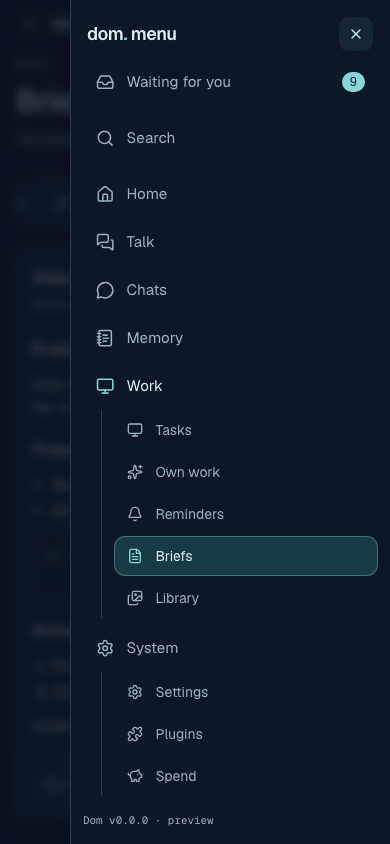 dom. menu
Waiting for you 9
Search
Home
Talk
Chats
Memory
Work
Tasks
Own work
Reminders
Briefs
Library
System
Settings
Plugins
Spend
Dom v0.0.0 · preview